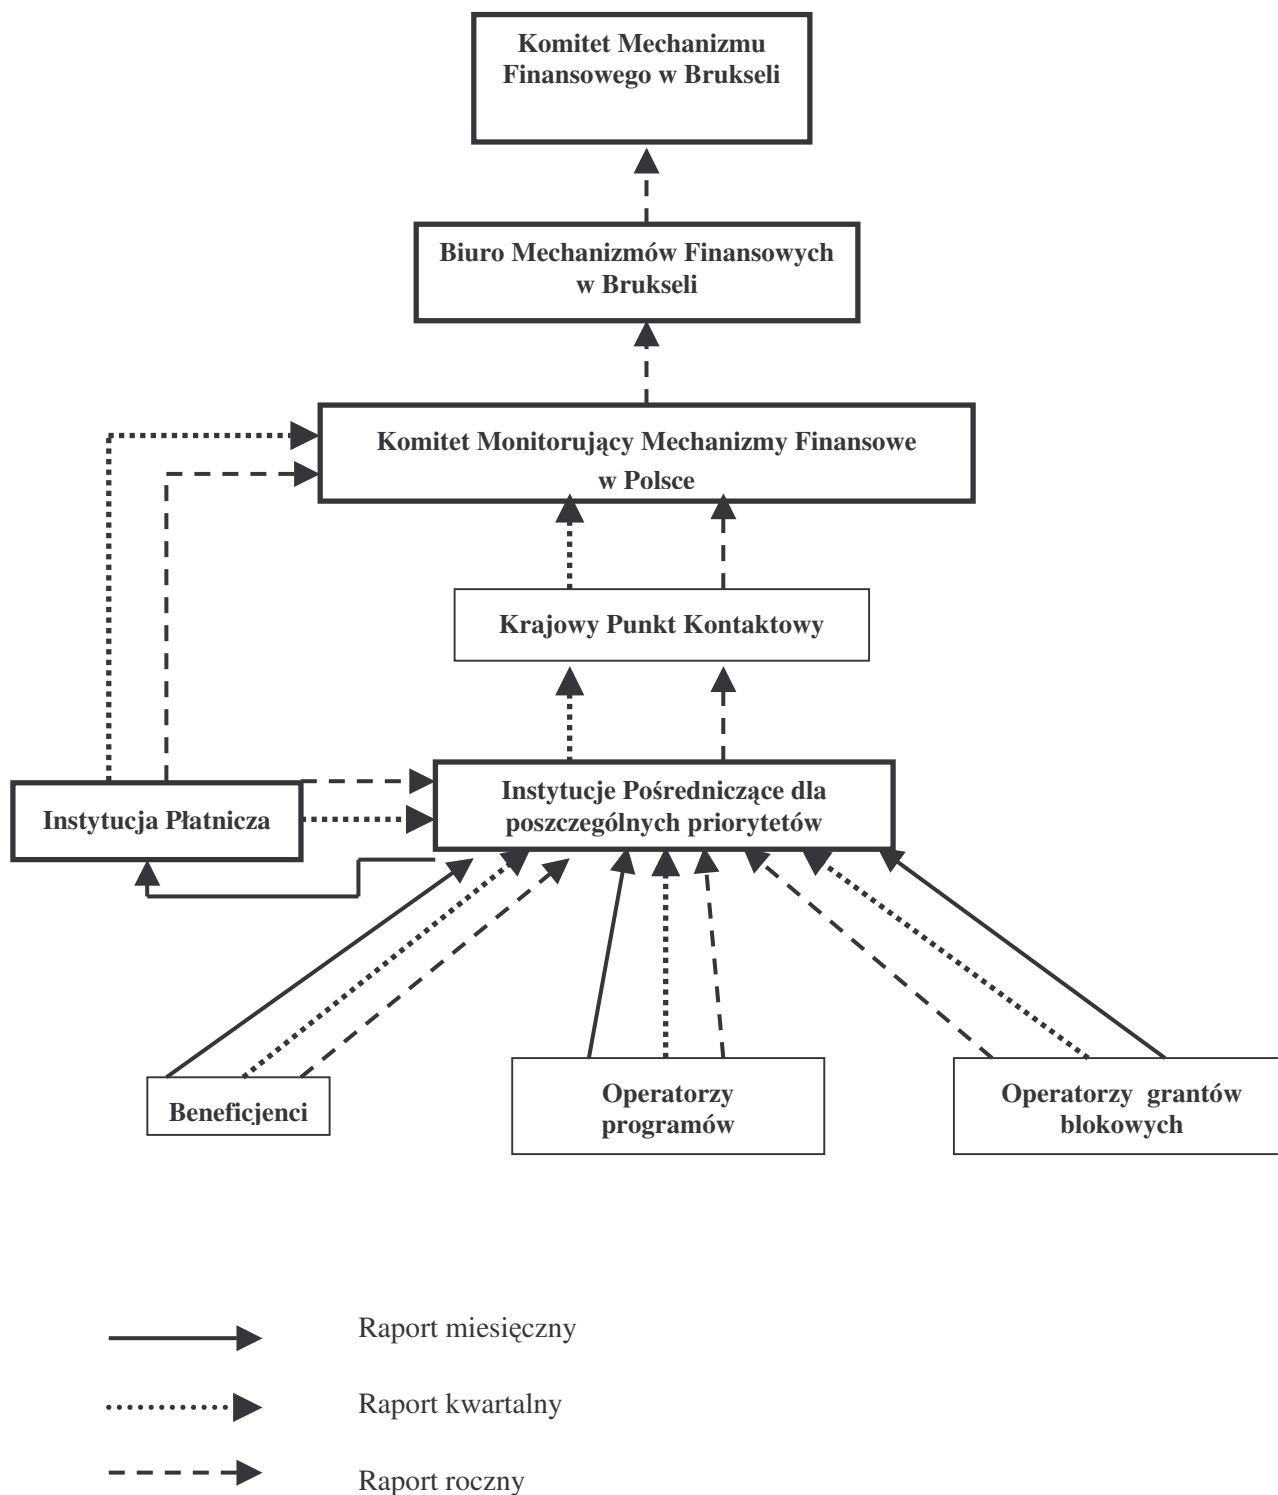 Komitet Mechanizmu
Finansowego w Brukseli
Biuro Mechanizmów Finansowych
w Brukseli
Komitet Monitorujący Mechanizmy Finansowe
w Polsce
Krajowy Punkt Kontaktowy
Instytucje Pośredniczące dla
poszczególnych priorytetów
Instytucja Płatnicza
Beneficjenci
Operatorzy
programów
Operatorzy grantów
blokowych
Raport miesięczny
Raport kwartalny
Raport roczny